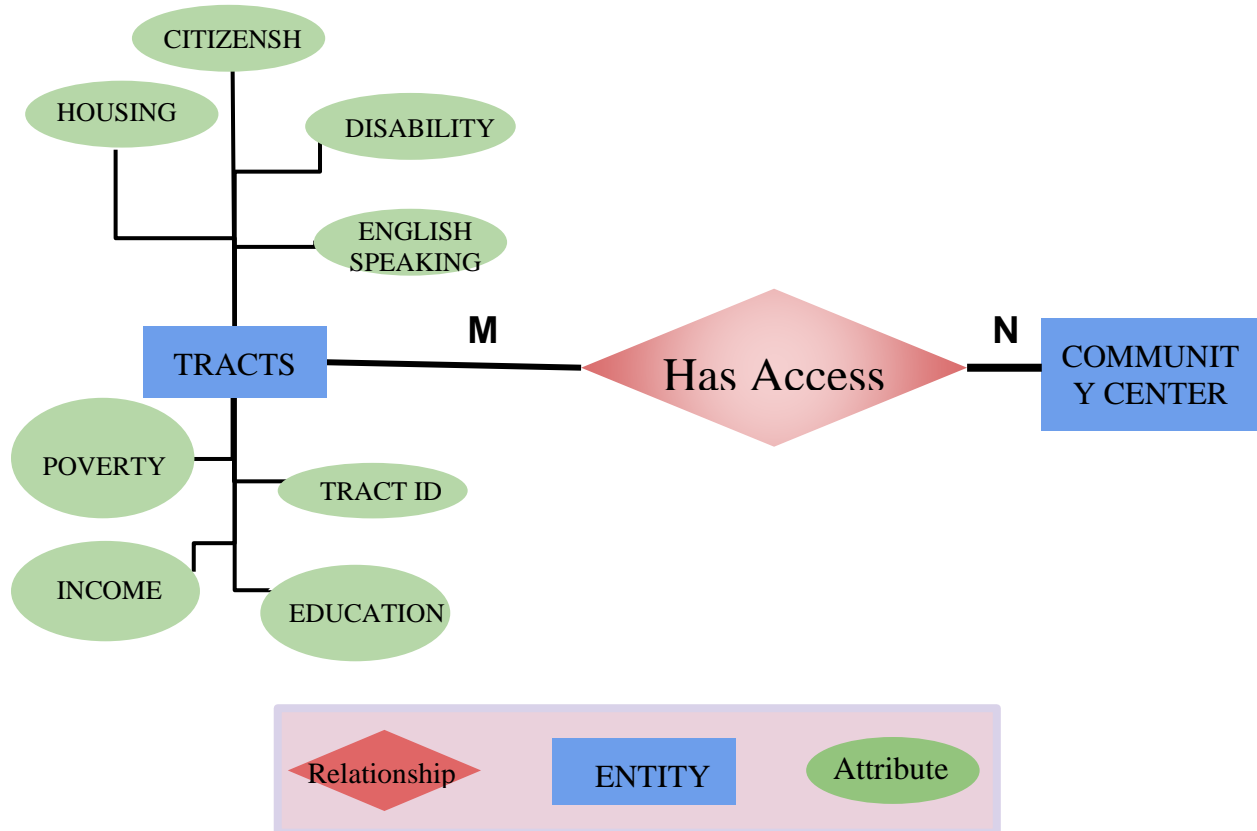 CITIZENSH
HOUSING
DISABILITY
ENGLISH
SPEAKING
M
N
TRACTS
Has Access
COMMUNIT
Y CENTER
POVERTY
TRACT ID
INCOME
EDUCATION
Relationship
ENTITY
Attribute